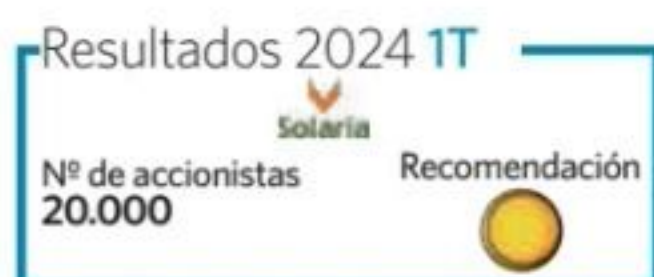 Resultados 2024 1T
Solaria
Nº de accionistas
20.000
Recomendación